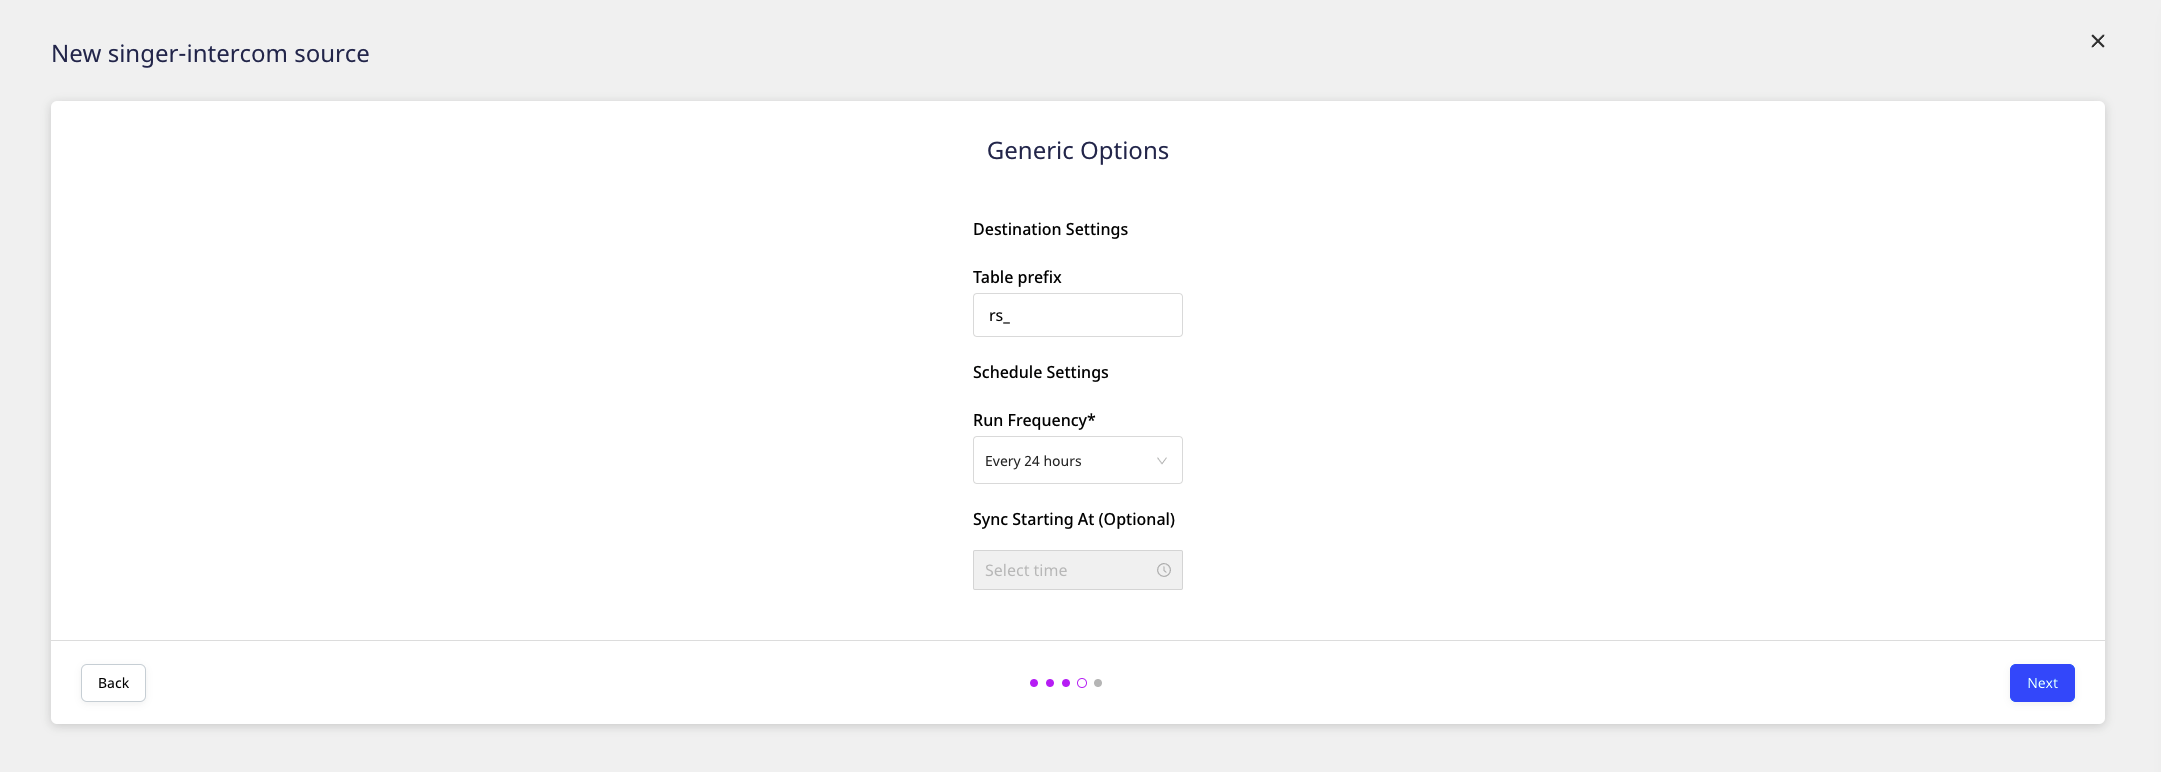 New singer-intercom source
Generic Options
Destination Settings
Table prefix
rs_
Schedule Settings
Run Frequency*
Every 24 hours
Sync Starting At (Optional)
Select time
Back
Next